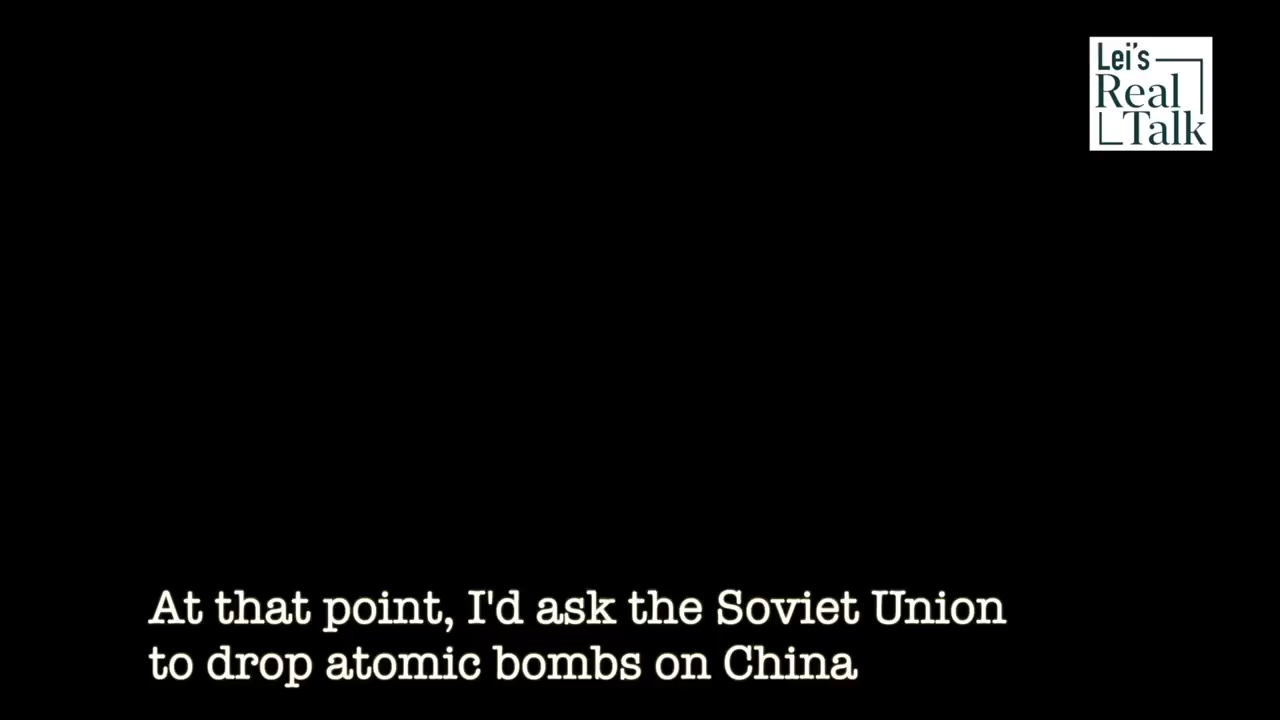 Lei's
Real
Talk
At that point, I'd ask the Soviet Union
to drop atomic bombs on China